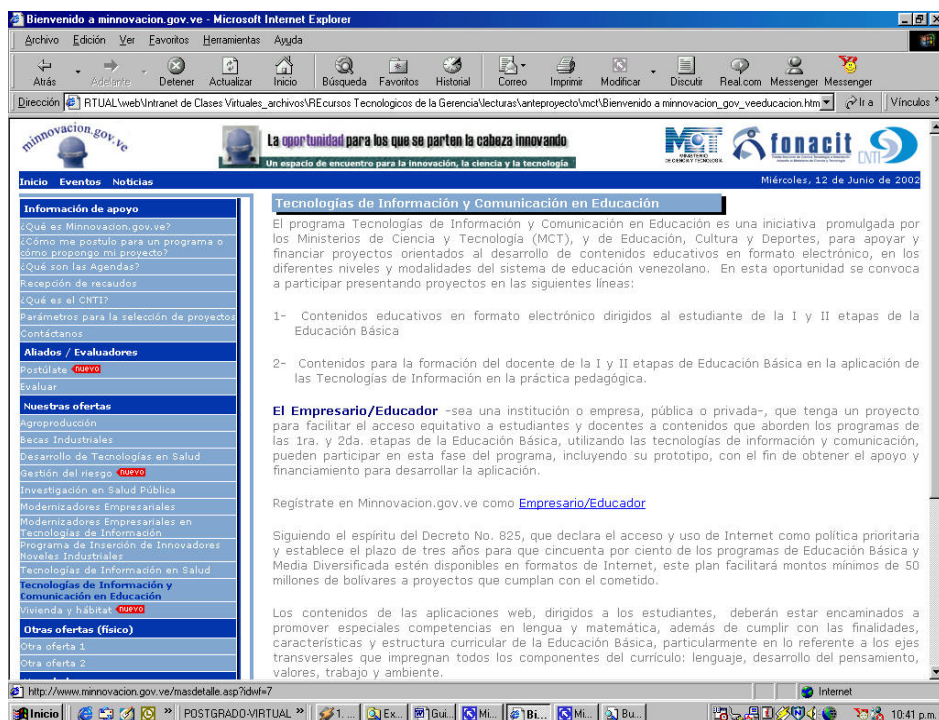 Bienvenido a minnovacion.gov.ve - Microsoft Internet Explorer
Archivo Edición Ver Favoritos Herramientas Ayuda
Atrás Adelante Detener Actualizar Inicio Búsqueda Favoritos Historial Correo Imprimir Modificar Discutir Real.com Messenger Messenger
Dirección RTUAL\web\Intranet de Clases Virtuales_archivos\REcursos Tecnologicos de la Gerencia\lecturas\anteproyecto\mct\Bienvenido a minnovacion_gov_veeducacion.htm Ir a Vínculos »
minnovacion.gov.ve
La oportunidad para los que se parten la cabeza innovando
Un espacio de encuentro para la innovación, la ciencia y la tecnología
MCT
MINISTERIO
DE CIENCIA Y TECNOLOGIA
fonacit
CNTI
Inicio Eventos Noticias
Miércoles, 12 de Junio de 2002
Información de apoyo
¿Qué es Minnovacion.gov.ve?
¿Cómo me postulo para un programa o
cómo propongo mi proyecto?
¿Qué son las Agendas?
Recepción de recaudos
¿Qué es el CNTI?
Parámetros para la selección de proyectos
Contáctanos
Aliados / Evaluadores
Postúlate nuevo
Evaluar
Nuestras ofertas
Agroproducción
Becas Industriales
Desarrollo de Tecnologías en Salud
Gestión del riesgo nuevo
Investigación en Salud Pública
Modernizadores Empresariales
Modernizadores Empresariales en
Tecnologías de Información
Programa de Inserción de Innovadores
Noveles Industriales
Tecnologías de Información en Salud
Tecnologías de Información y
Comunicación en Educación
Vivienda y hábitat nuevo
Otras ofertas (físico)
Otra oferta 1
Otra oferta 2
Tecnologías de Información y Comunicación en Educación
El programa Tecnologías de Información y Comunicación en Educación es una iniciativa promulgada por
los Ministerios de Ciencia y Tecnología (MCT), y de Educación, Cultura y Deportes, para apoyar y
financiar proyectos orientados al desarrollo de contenidos educativos en formato electrónico, en los
diferentes niveles y modalidades del sistema de educación venezolano. En esta oportunidad se convoca
a participar presentando proyectos en las siguientes líneas:
1- Contenidos educativos en formato electrónico dirigidos al estudiante de la I y II etapas de la
Educación Básica
2- Contenidos para la formación del docente de la I y II etapas de Educación Básica en la aplicación de
las Tecnologías de Información en la práctica pedagógica.
El Empresario/Educador -sea una institución o empresa, pública o privada-, que tenga un proyecto
para facilitar el acceso equitativo a estudiantes y docentes a contenidos que aborden los programas de
las 1ra. y 2da. etapas de la Educación Básica, utilizando las tecnologías de información y comunicación,
pueden participar en esta fase del programa, incluyendo su prototipo, con el fin de obtener el apoyo y
financiamiento para desarrollar la aplicación.
Regístrate en Minnovacion.gov.ve como Empresario/Educador
Siguiendo el espíritu del Decreto No. 825, que declara el acceso y uso de Internet como política prioritaria
y establece el plazo de tres años para que cincuenta por ciento de los programas de Educación Básica y
Media Diversificada estén disponibles en formatos de Internet, este plan facilitará montos mínimos de 50
millones de bolívares a proyectos que cumplan con el cometido.
Los contenidos de las aplicaciones web, dirigidos a los estudiantes, deberán estar encaminados a
promover especiales competencias en lengua y matemática, además de cumplir con las finalidades,
características y estructura curricular de la Educación Básica, particularmente en lo referente a los ejes
transversales que impregnan todos los componentes del currículo: lenguaje, desarrollo del pensamiento,
valores, trabajo y ambiente.
http://www.minnovacion.gov.ve/masdetalle.asp?idwf=7
Internet
Inicio » POSTGRADO-VIRTUAL » 1. ... Ex... Gui... Mi... Bi... Mi... Bu... » 10:41 p.m.